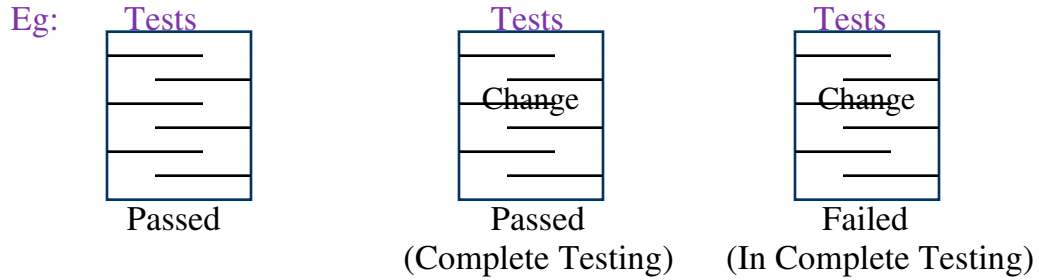 Eg: Tests Tests Tests
Change Change
Passed Passed Failed
(Complete Testing) (In Complete Testing)